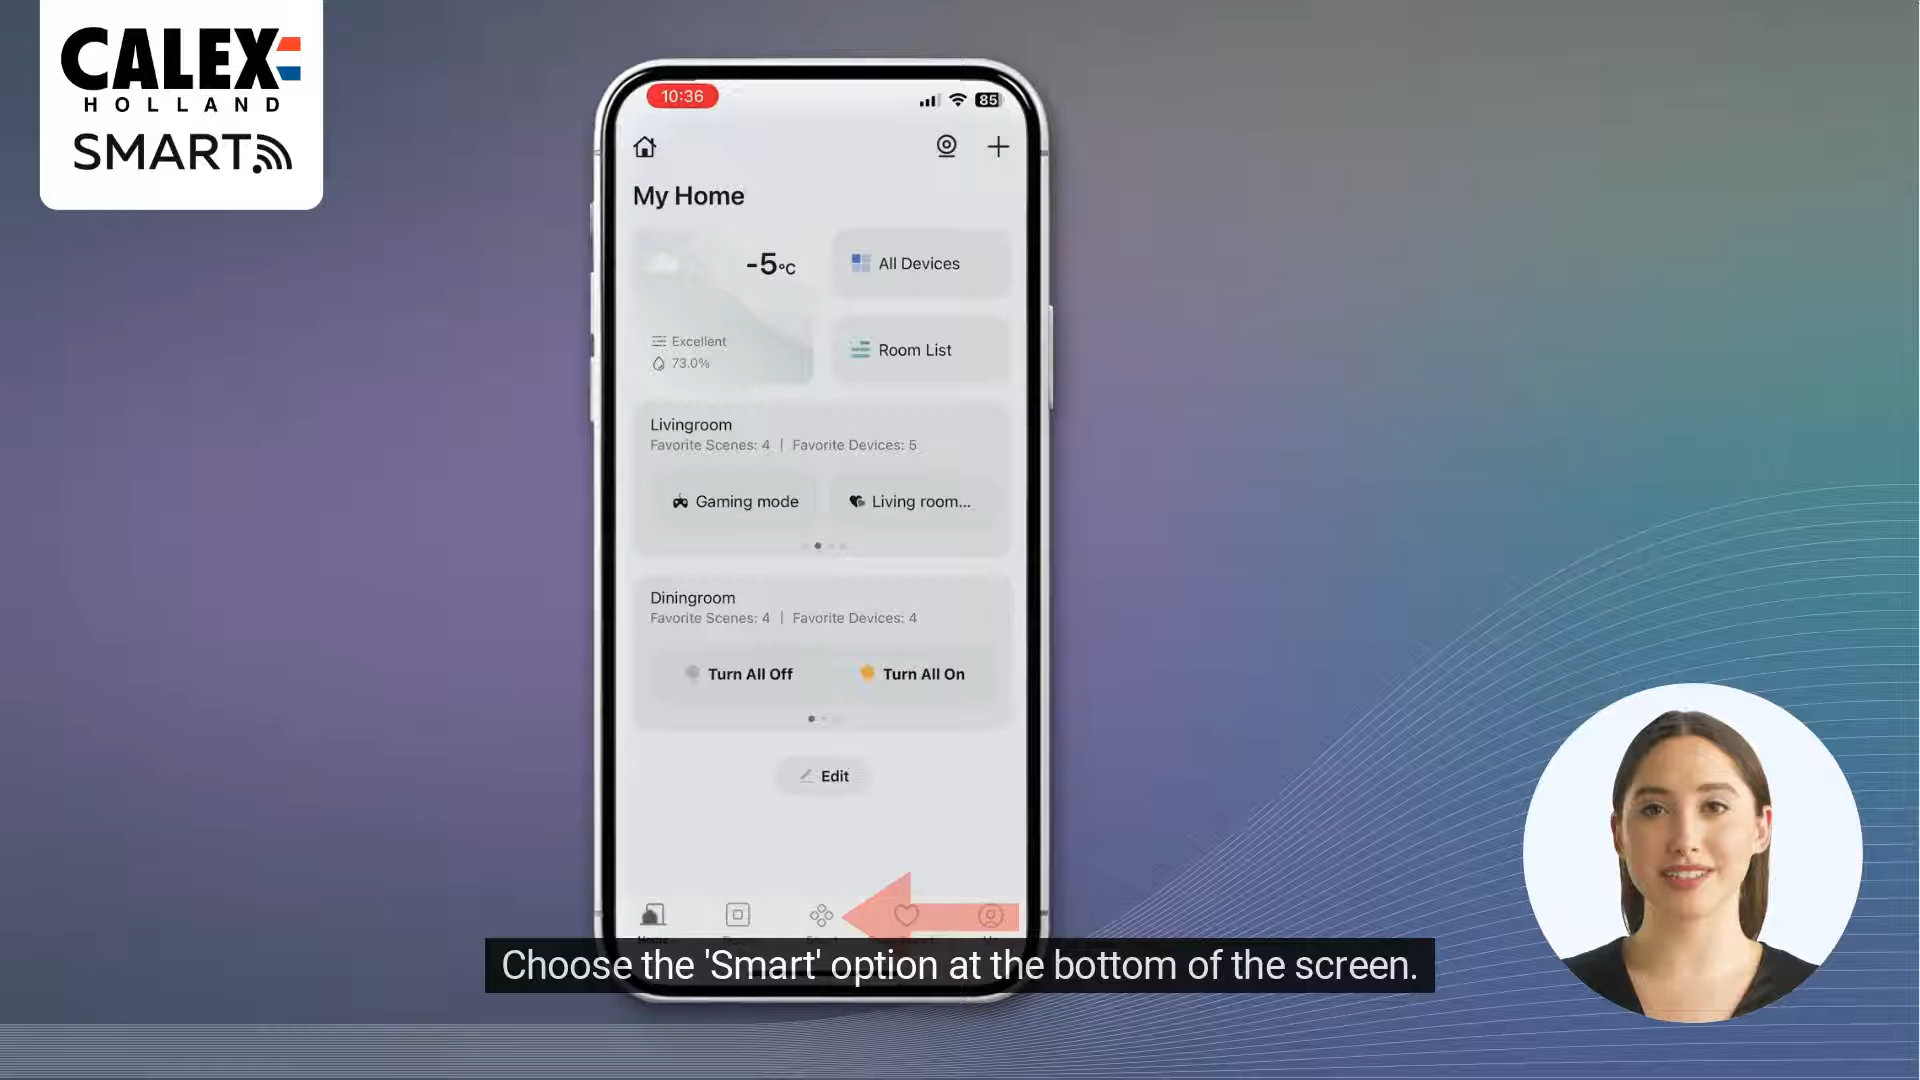 CALEX
HOLLAND
SMART
10:36
85
My Home
-5°C
All Devices
Excellent
73.0%
Room List
Livingroom
Favorite Scenes: 4 | Favorite Devices: 5
Gaming mode
Living room...
Diningroom
Favorite Scenes: 4 | Favorite Devices: 4
Turn All Off
Turn All On
Edit
Choose the 'Smart' option at the bottom of the screen.